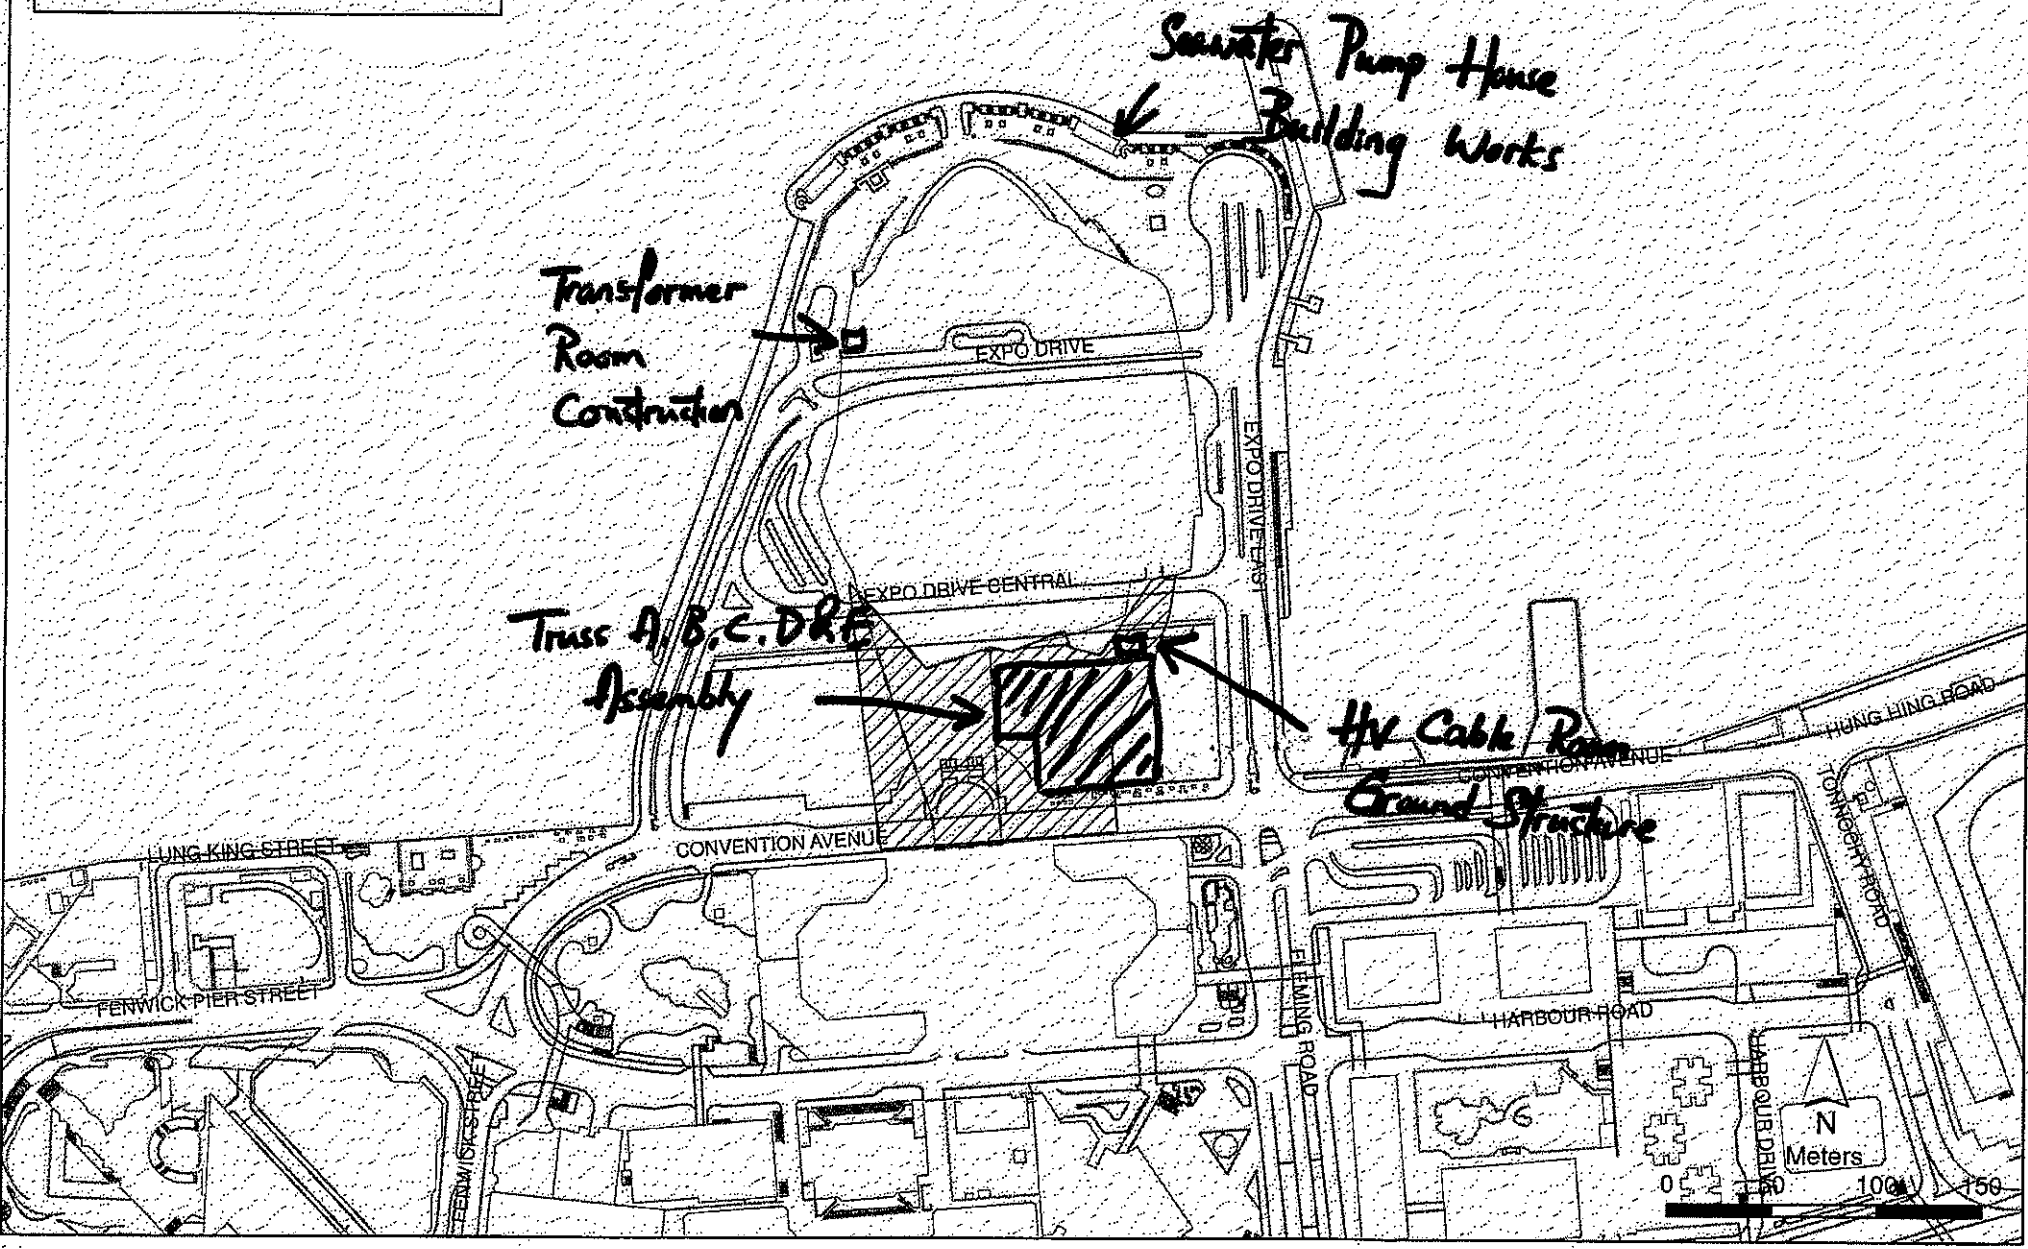 Seawater Pump House
Building Works
Transformer
Room
Construction
EXPO DRIVE
EXPO DRIVE EAST
EXPO DRIVE CENTRAL
Truss A, B, C, D & E
Assembly
HV Cable Room
Ground Structure
HUNG HING ROAD
CONVENTION AVENUE
TONNOCHY ROAD
CONVENTION AVENUE
LUNG KING STREET
FENWICK PIER STREET
FLEMING ROAD
HARBOUR ROAD
FENWICK STREET
HARBOUR DRIVE
N
Meters
0 50 100 150